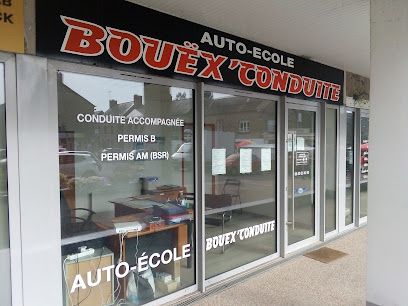 AUTO-ECOLE
BOUËX'CONDUITE
CONDUITE ACCOMPAGNÉE
PERMIS B
PERMIS AM (BSR)
AUTO-ÉCOLE
BOUËX'CONDUITE